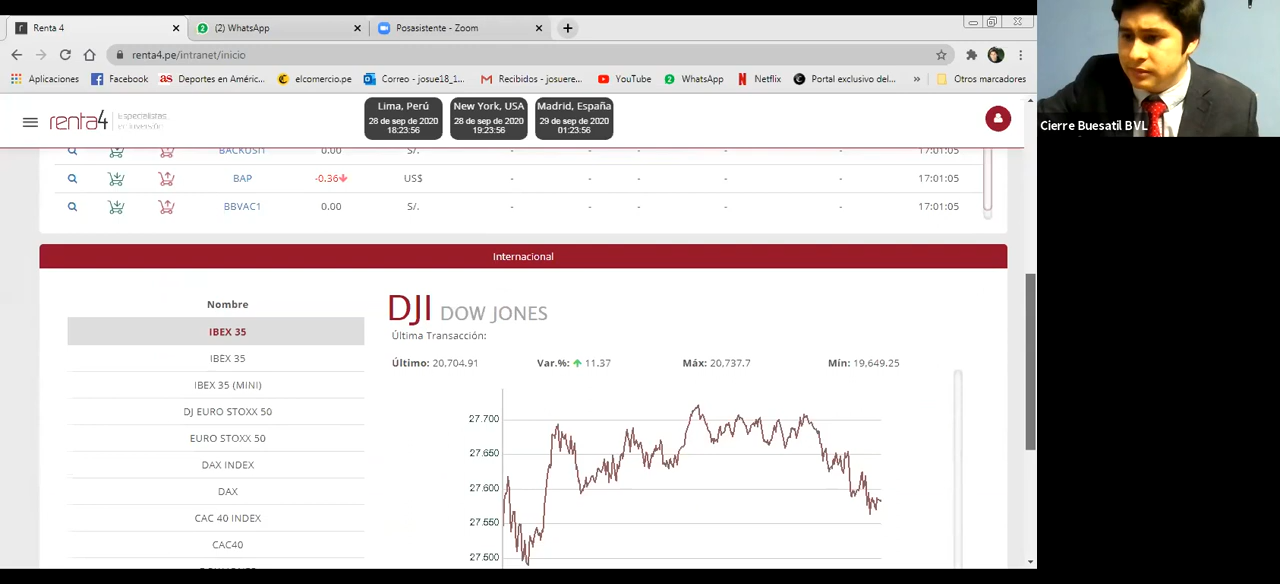 Renta 4
(2) WhatsApp
Posasistente - Zoom
renta4.pe/intranet/inicio
Aplicaciones
Facebook
Deportes en Améric...
elcomercio.pe
Correo - josue18_1...
Recibidos - josuere...
YouTube
WhatsApp
Netflix
Portal exclusivo del...
Otros marcadores
renta4
Especialistas
en inversión
Lima, Perú
28 de sep de 2020
18:23:56
New York, USA
28 de sep de 2020
19:23:56
Madrid, España
29 de sep de 2020
01:23:56
Cierre Buesatil BVL
BACKUSI1 0.00 S/. - - - - - 17:01:05
BAP -0.36 US$ - - - - - 17:01:05
BBVAC1 0.00 S/. - - - - - 17:01:05
Internacional
Nombre
IBEX 35
IBEX 35
IBEX 35 (MINI)
DJ EURO STOXX 50
EURO STOXX 50
DAX INDEX
DAX
CAC 40 INDEX
CAC40
DJI DOW JONES
Última Transacción:
Último: 20,704.91 Var.%: 11.37 Máx: 20,737.7 Mín: 19,649.25
27.700
27.650
27.600
27.550
27.500